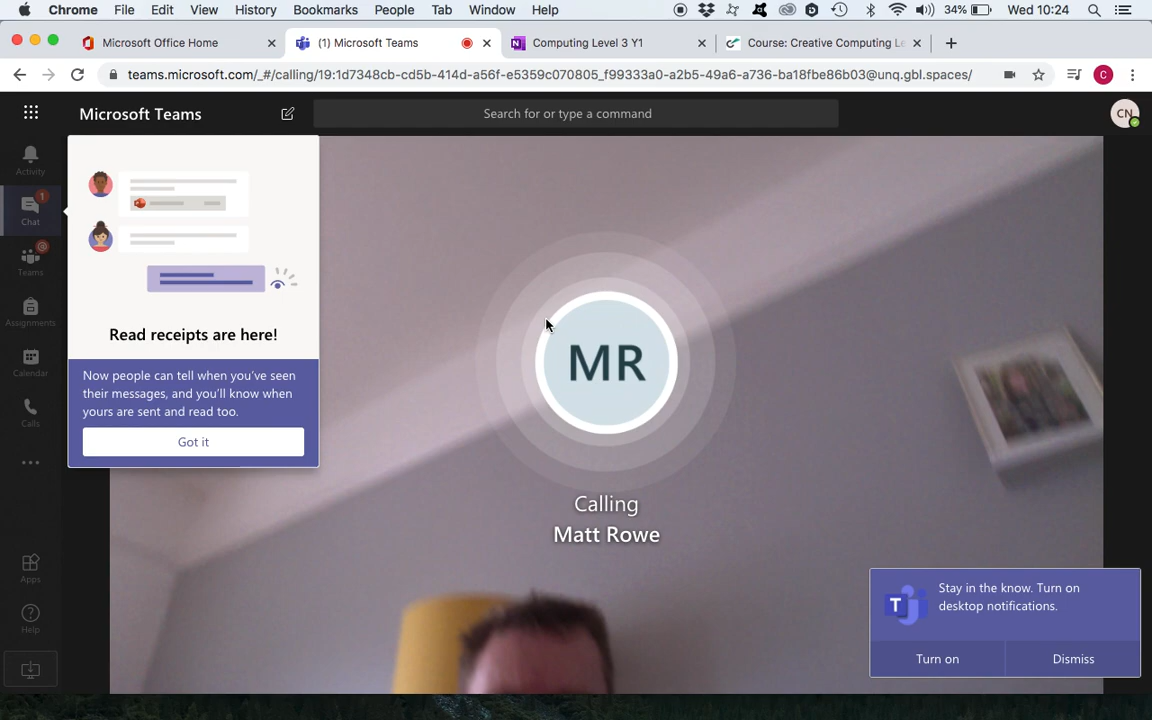 Chrome File Edit View History Bookmarks People Tab Window Help 34% Wed 10:24
Microsoft Office Home (1) Microsoft Teams Computing Level 3 Y1 Course: Creative Computing Le
teams.microsoft.com/_#/calling/19:1d7348cb-cd5b-414d-a56f-e5359c070805_f99333a0-a2b5-49a6-a736-ba18fbe86b03@unq.gbl.spaces/ C
Microsoft Teams Search for or type a command CN
Activity
Chat 1
Teams
Assignments
Calendar
Calls
Apps
Help
Read receipts are here!
Now people can tell when you've seen
their messages, and you'll know when
yours are sent and read too.
Got it
MR
Calling
Matt Rowe
T
Stay in the know. Turn on
desktop notifications.
Turn on Dismiss